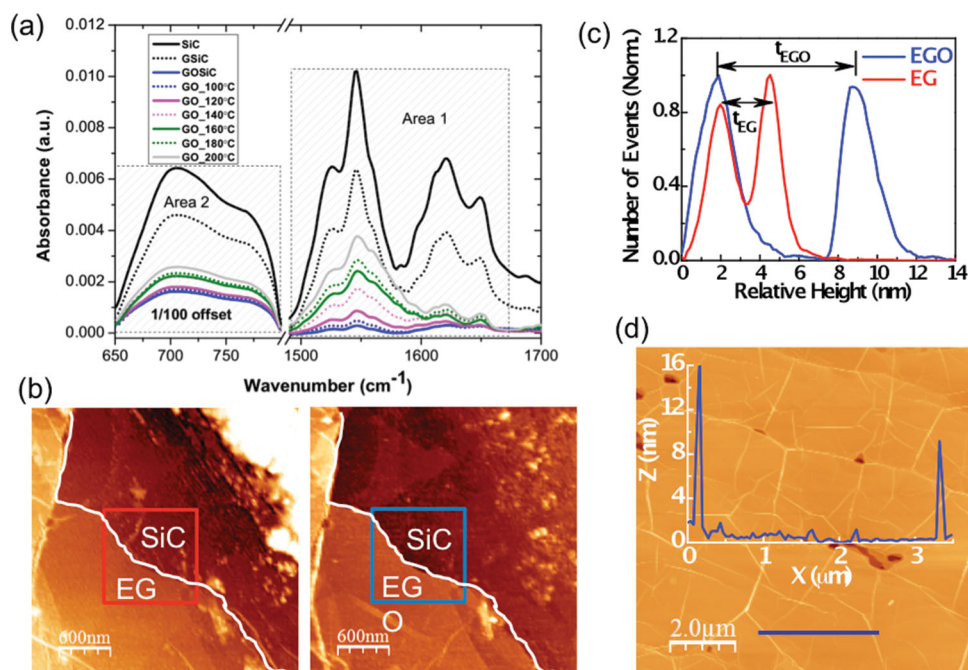 (a)
Absorbance (a.u.)
0.012
0.010
0.008
0.006
0.004
0.002
0.000
SiC
GSiC
GOSiC
GO_100°C
GO_120°C
GO_140°C
GO_160°C
GO_180°C
GO_200°C
Area 1
Area 2
1/100 offset
650 700 750 1500 1600 1700
Wavenumber (cm⁻¹)
(c)
Number of Events (Norm.)
1.2
0.8
0.4
0.0
tEGO
tEG
EGO
EG
0 2 4 6 8 10 12 14
Relative Height (nm)
(b)
SiC
EG
600nm
SiC
EG
O
600nm
(d)
Z (nm)
16
12
8
4
0
0 1 2 3
X (μm)
2.0μm